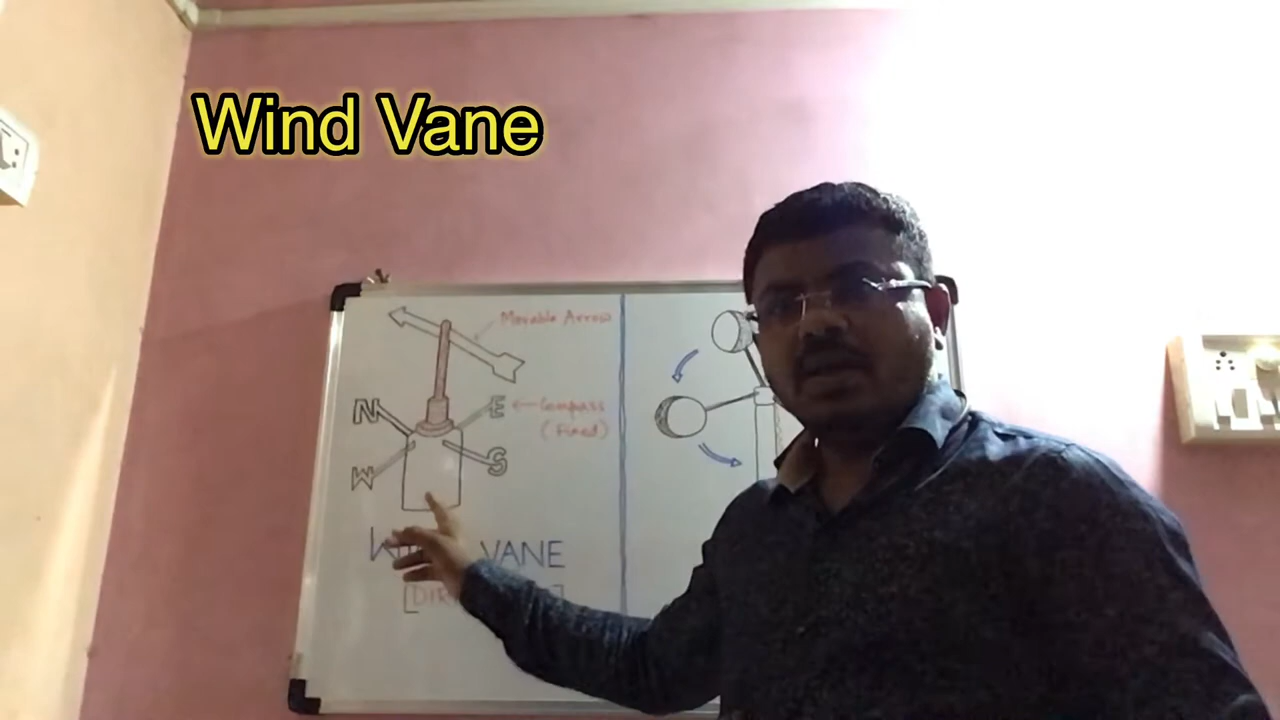 Wind Vane
Movable Arrow
N
E
Compass
(Fixed)
W
S
VANE